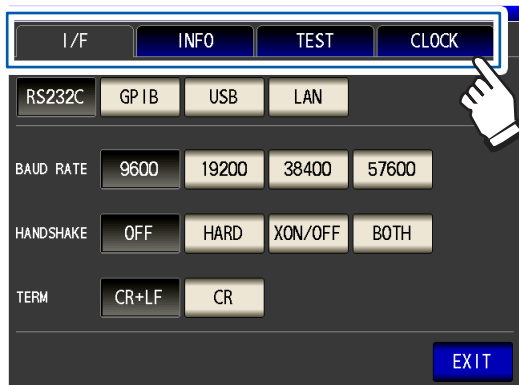 I/F INFO TEST CLOCK
RS232C GPIB USB LAN
BAUD RATE 9600 19200 38400 57600
HANDSHAKE OFF HARD XON/OFF BOTH
TERM CR+LF CR
EXIT